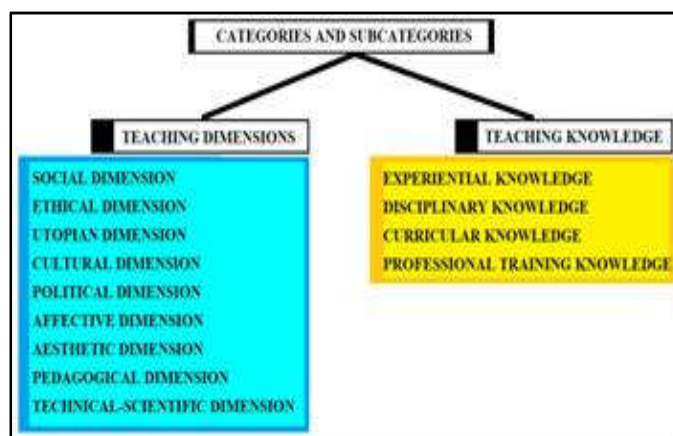 CATEGORIES AND SUBCATEGORIES
TEACHING DIMENSIONS
SOCIAL DIMENSION
ETHICAL DIMENSION
UTOPIAN DIMENSION
CULTURAL DIMENSION
POLITICAL DIMENSION
AFFECTIVE DIMENSION
AESTHETIC DIMENSION
PEDAGOGICAL DIMENSION
TECHNICAL-SCIENTIFIC DIMENSION
TEACHING KNOWLEDGE
EXPERIENTIAL KNOWLEDGE
DISCIPLINARY KNOWLEDGE
CURRICULAR KNOWLEDGE
PROFESSIONAL TRAINING KNOWLEDGE